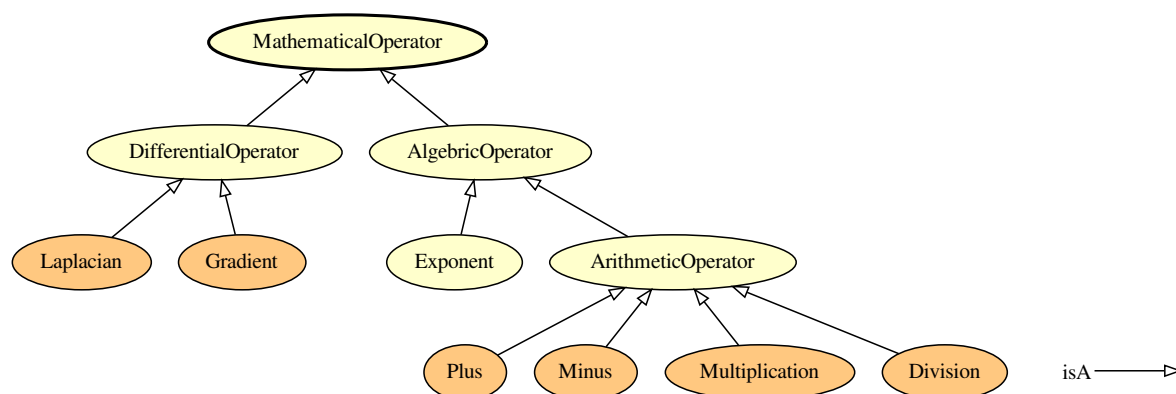 MathematicalOperator
DifferentialOperator
AlgebricOperator
Laplacian
Gradient
Exponent
ArithmeticOperator
Plus
Minus
Multiplication
Division
isA